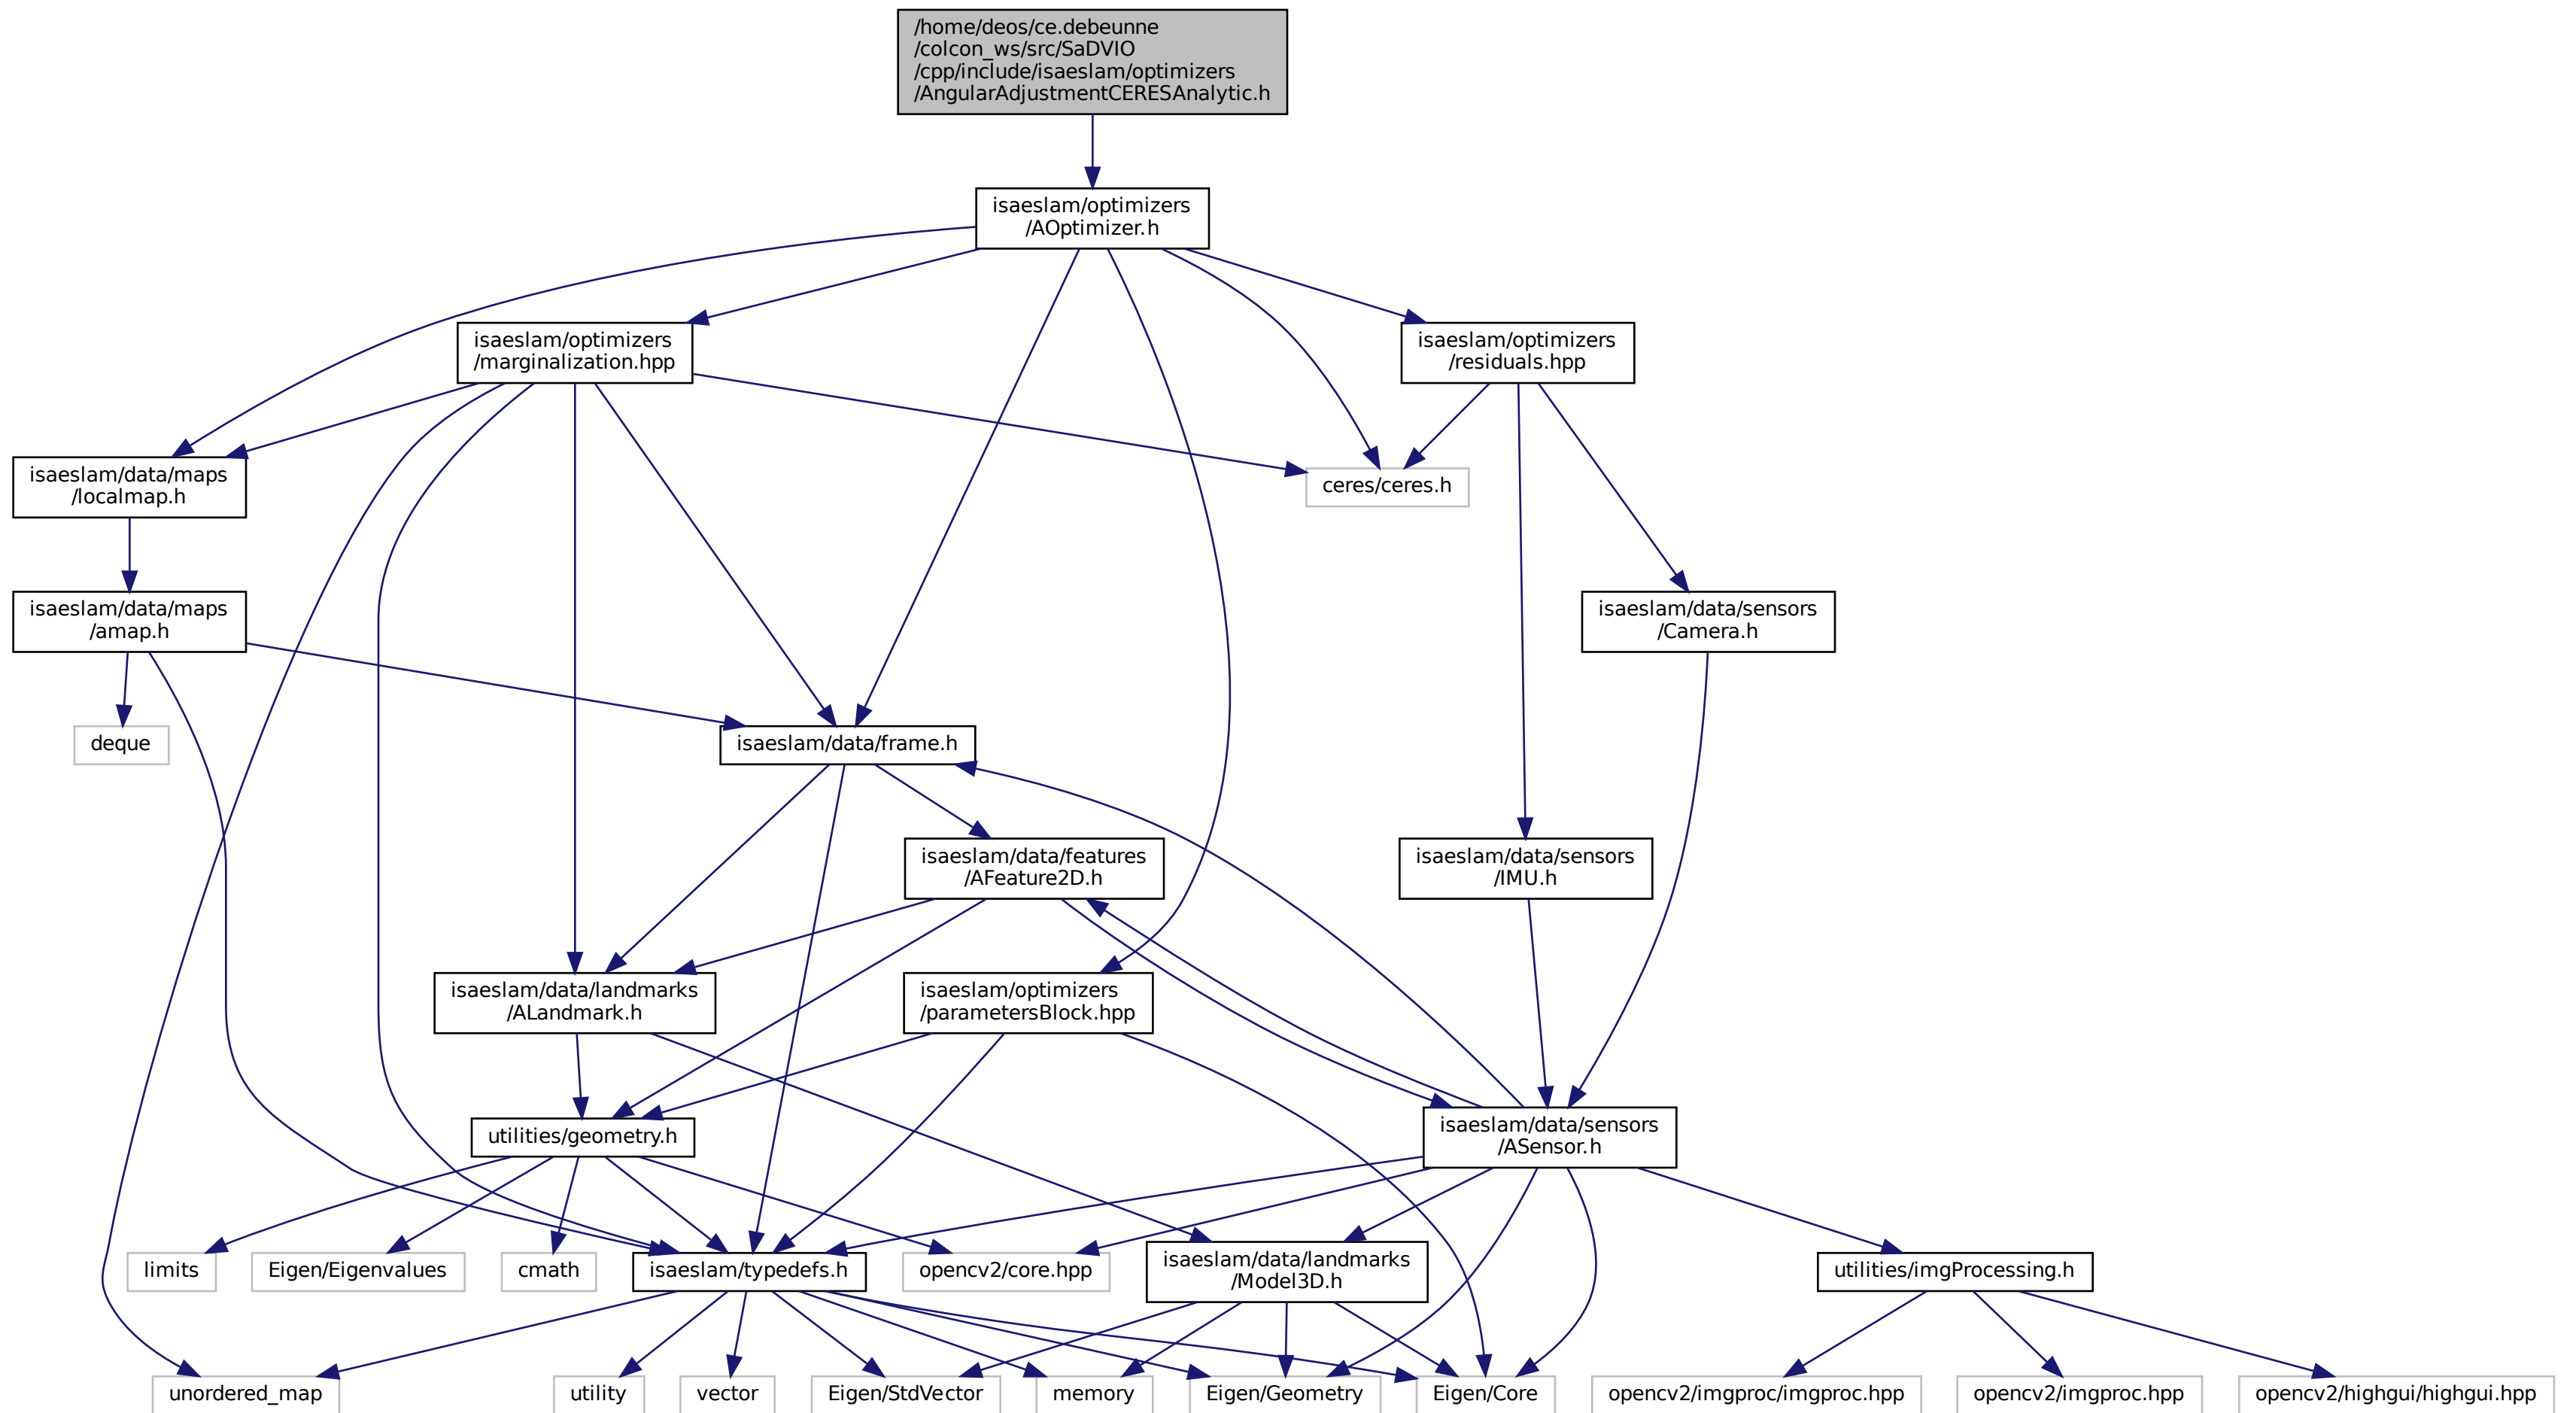 /home/deos/ce.debeunne
/colcon_ws/src/SaDVIO
/cpp/include/isaeslam/optimizers
/AngularAdjustmentCERESAnalytic.h
isaeslam/optimizers
/AOptimizer.h
isaeslam/optimizers
/marginalization.hpp
isaeslam/optimizers
/residuals.hpp
isaeslam/data/maps
/localmap.h
ceres/ceres.h
isaeslam/data/maps
/amap.h
isaeslam/data/sensors
/Camera.h
deque
isaeslam/data/frame.h
isaeslam/data/features
/AFeature2D.h
isaeslam/data/sensors
/IMU.h
isaeslam/data/landmarks
/ALandmark.h
isaeslam/optimizers
/parametersBlock.hpp
utilities/geometry.h
isaeslam/data/sensors
/ASensor.h
limits
Eigen/Eigenvalues
cmath
isaeslam/typedefs.h
opencv2/core.hpp
isaeslam/data/landmarks
/Model3D.h
utilities/imgProcessing.h
unordered_map
utility
vector
Eigen/StdVector
memory
Eigen/Geometry
Eigen/Core
opencv2/imgproc/imgproc.hpp
opencv2/imgproc.hpp
opencv2/highgui/highgui.hpp